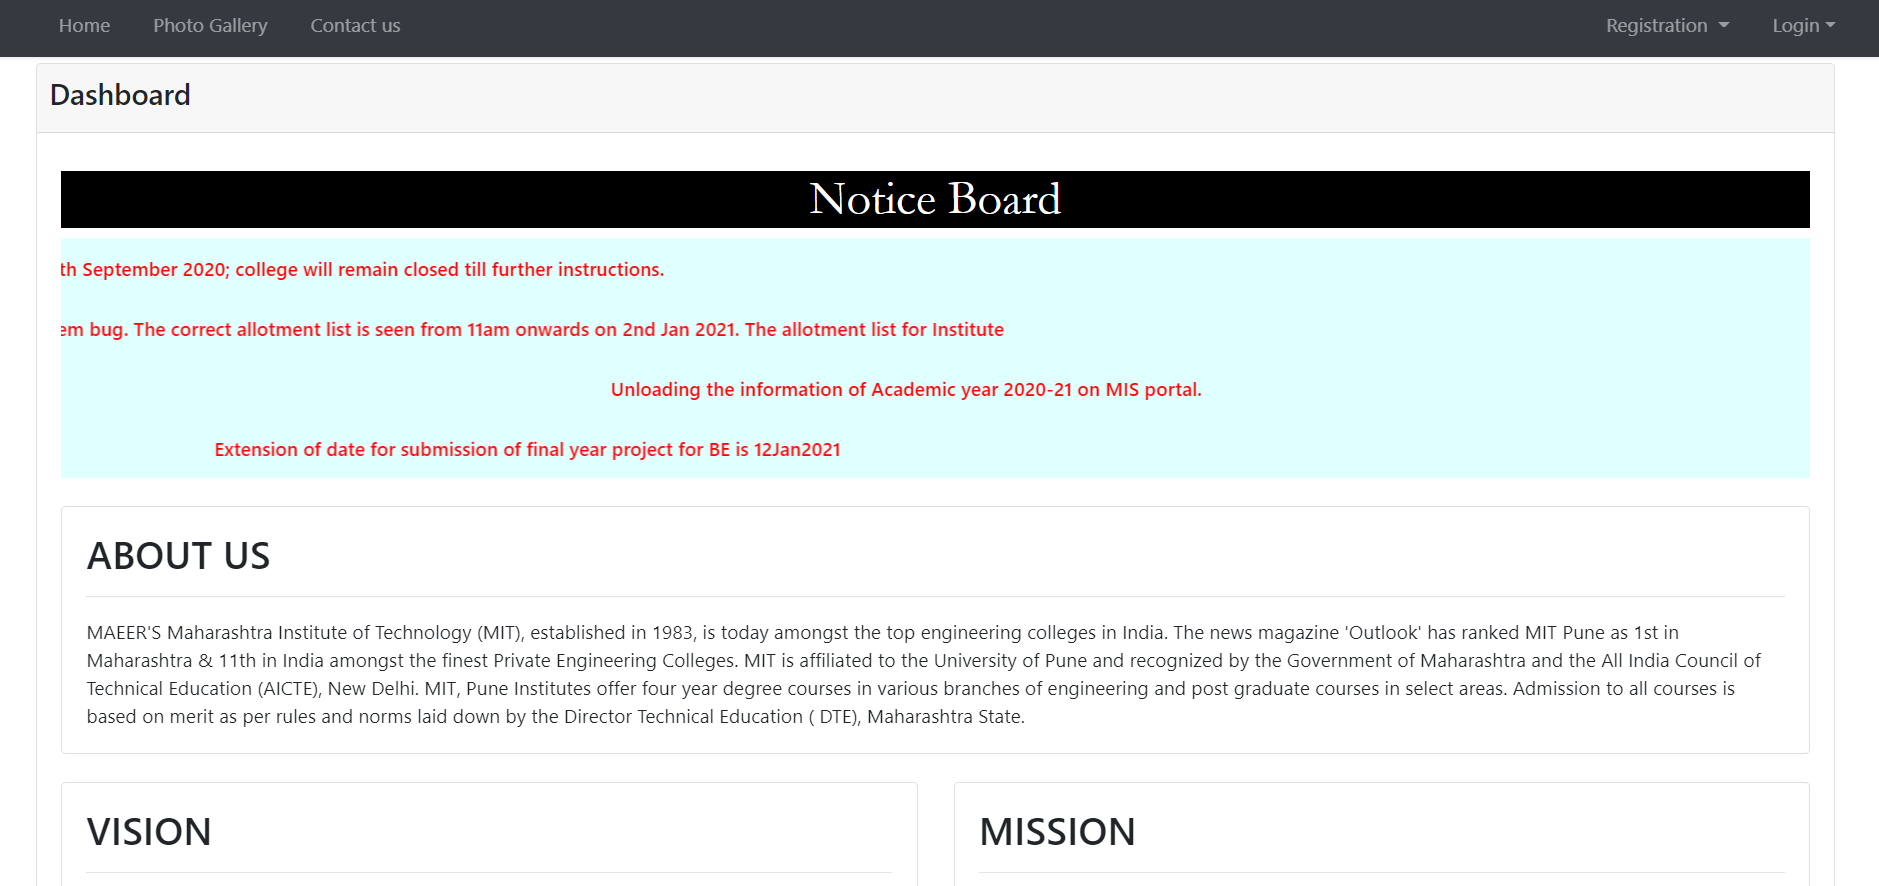 Home Photo Gallery Contact us Registration Login
Dashboard
Notice Board
th September 2020; college will remain closed till further instructions.
em bug. The correct allotment list is seen from 11am onwards on 2nd Jan 2021. The allotment list for Institute
Unloading the information of Academic year 2020-21 on MIS portal.
Extension of date for submission of final year project for BE is 12Jan2021
ABOUT US
MAEER'S Maharashtra Institute of Technology (MIT), established in 1983, is today amongst the top engineering colleges in India. The news magazine 'Outlook' has ranked MIT Pune as 1st in
Maharashtra & 11th in India amongst the finest Private Engineering Colleges. MIT is affiliated to the University of Pune and recognized by the Government of Maharashtra and the All India Council of
Technical Education (AICTE), New Delhi. MIT, Pune Institutes offer four year degree courses in various branches of engineering and post graduate courses in select areas. Admission to all courses is
based on merit as per rules and norms laid down by the Director Technical Education ( DTE), Maharashtra State.
VISION
MISSION